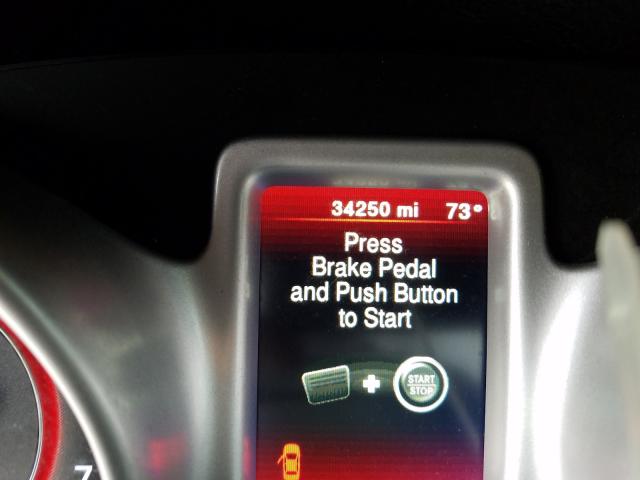 34250 mi 73°
Press
Brake Pedal
and Push Button
to Start
START
STOP
7